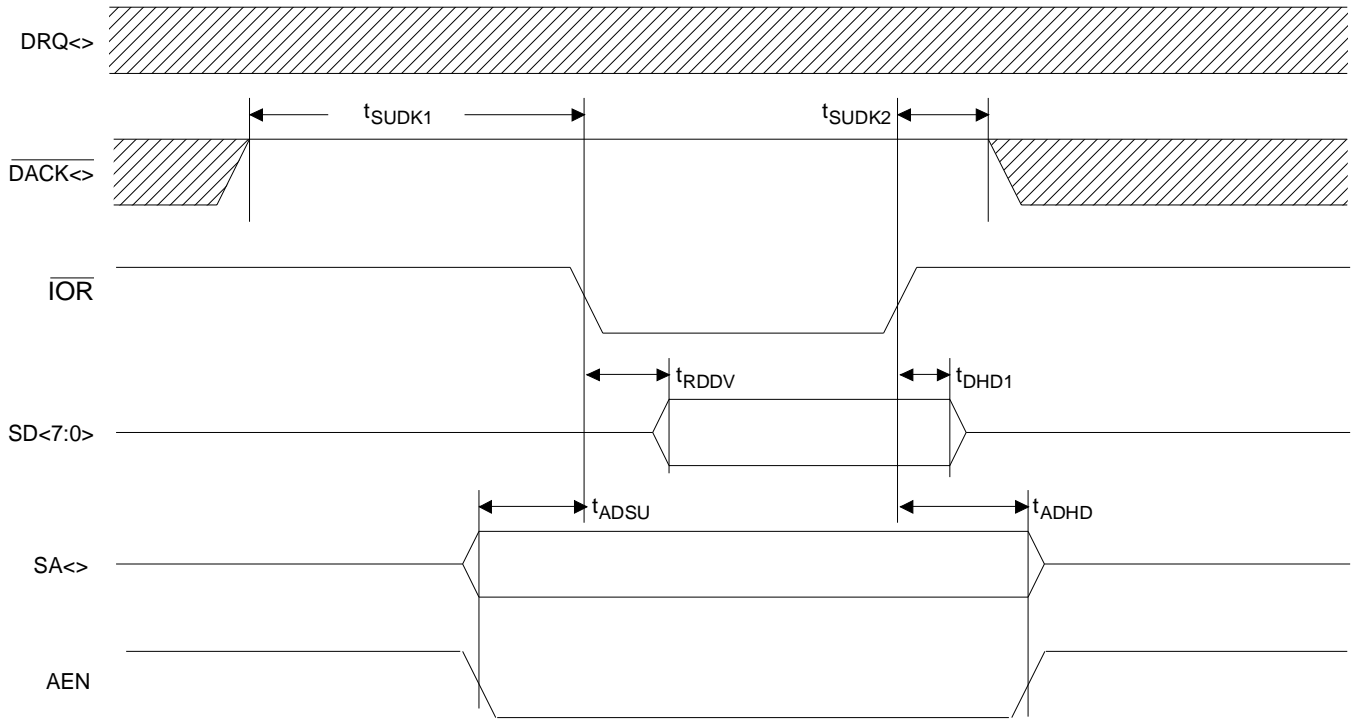 DRQ<>
tSUDK1
tSUDK2
DACK<>
IOR
tRDDV
tDHD1
SD<7:0>
tADSU
tADHD
SA<>
AEN